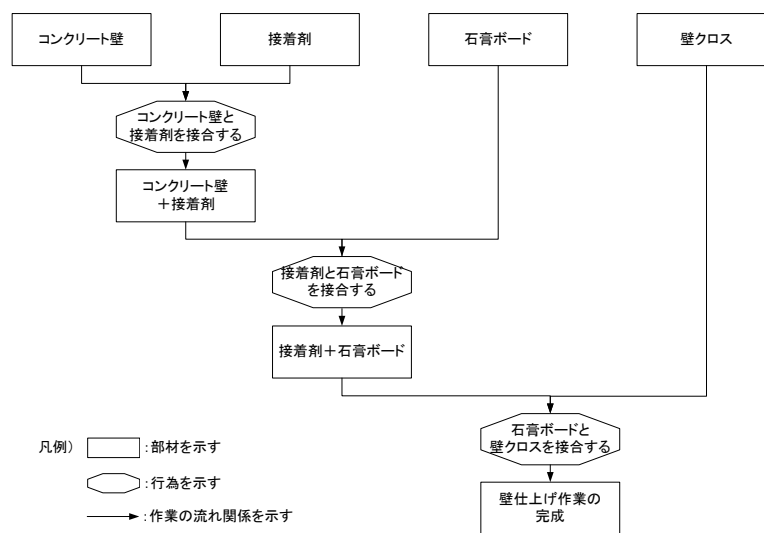 コンクリート壁
接着剤
石膏ボード
壁クロス
コンクリート壁と
接着剤を接合する
コンクリート壁
＋接着剤
接着剤と石膏ボード
を接合する
接着剤＋石膏ボード
石膏ボードと
壁クロスを接合する
壁仕上げ作業の
完成
凡例）
：部材を示す
：行為を示す
：作業の流れ関係を示す